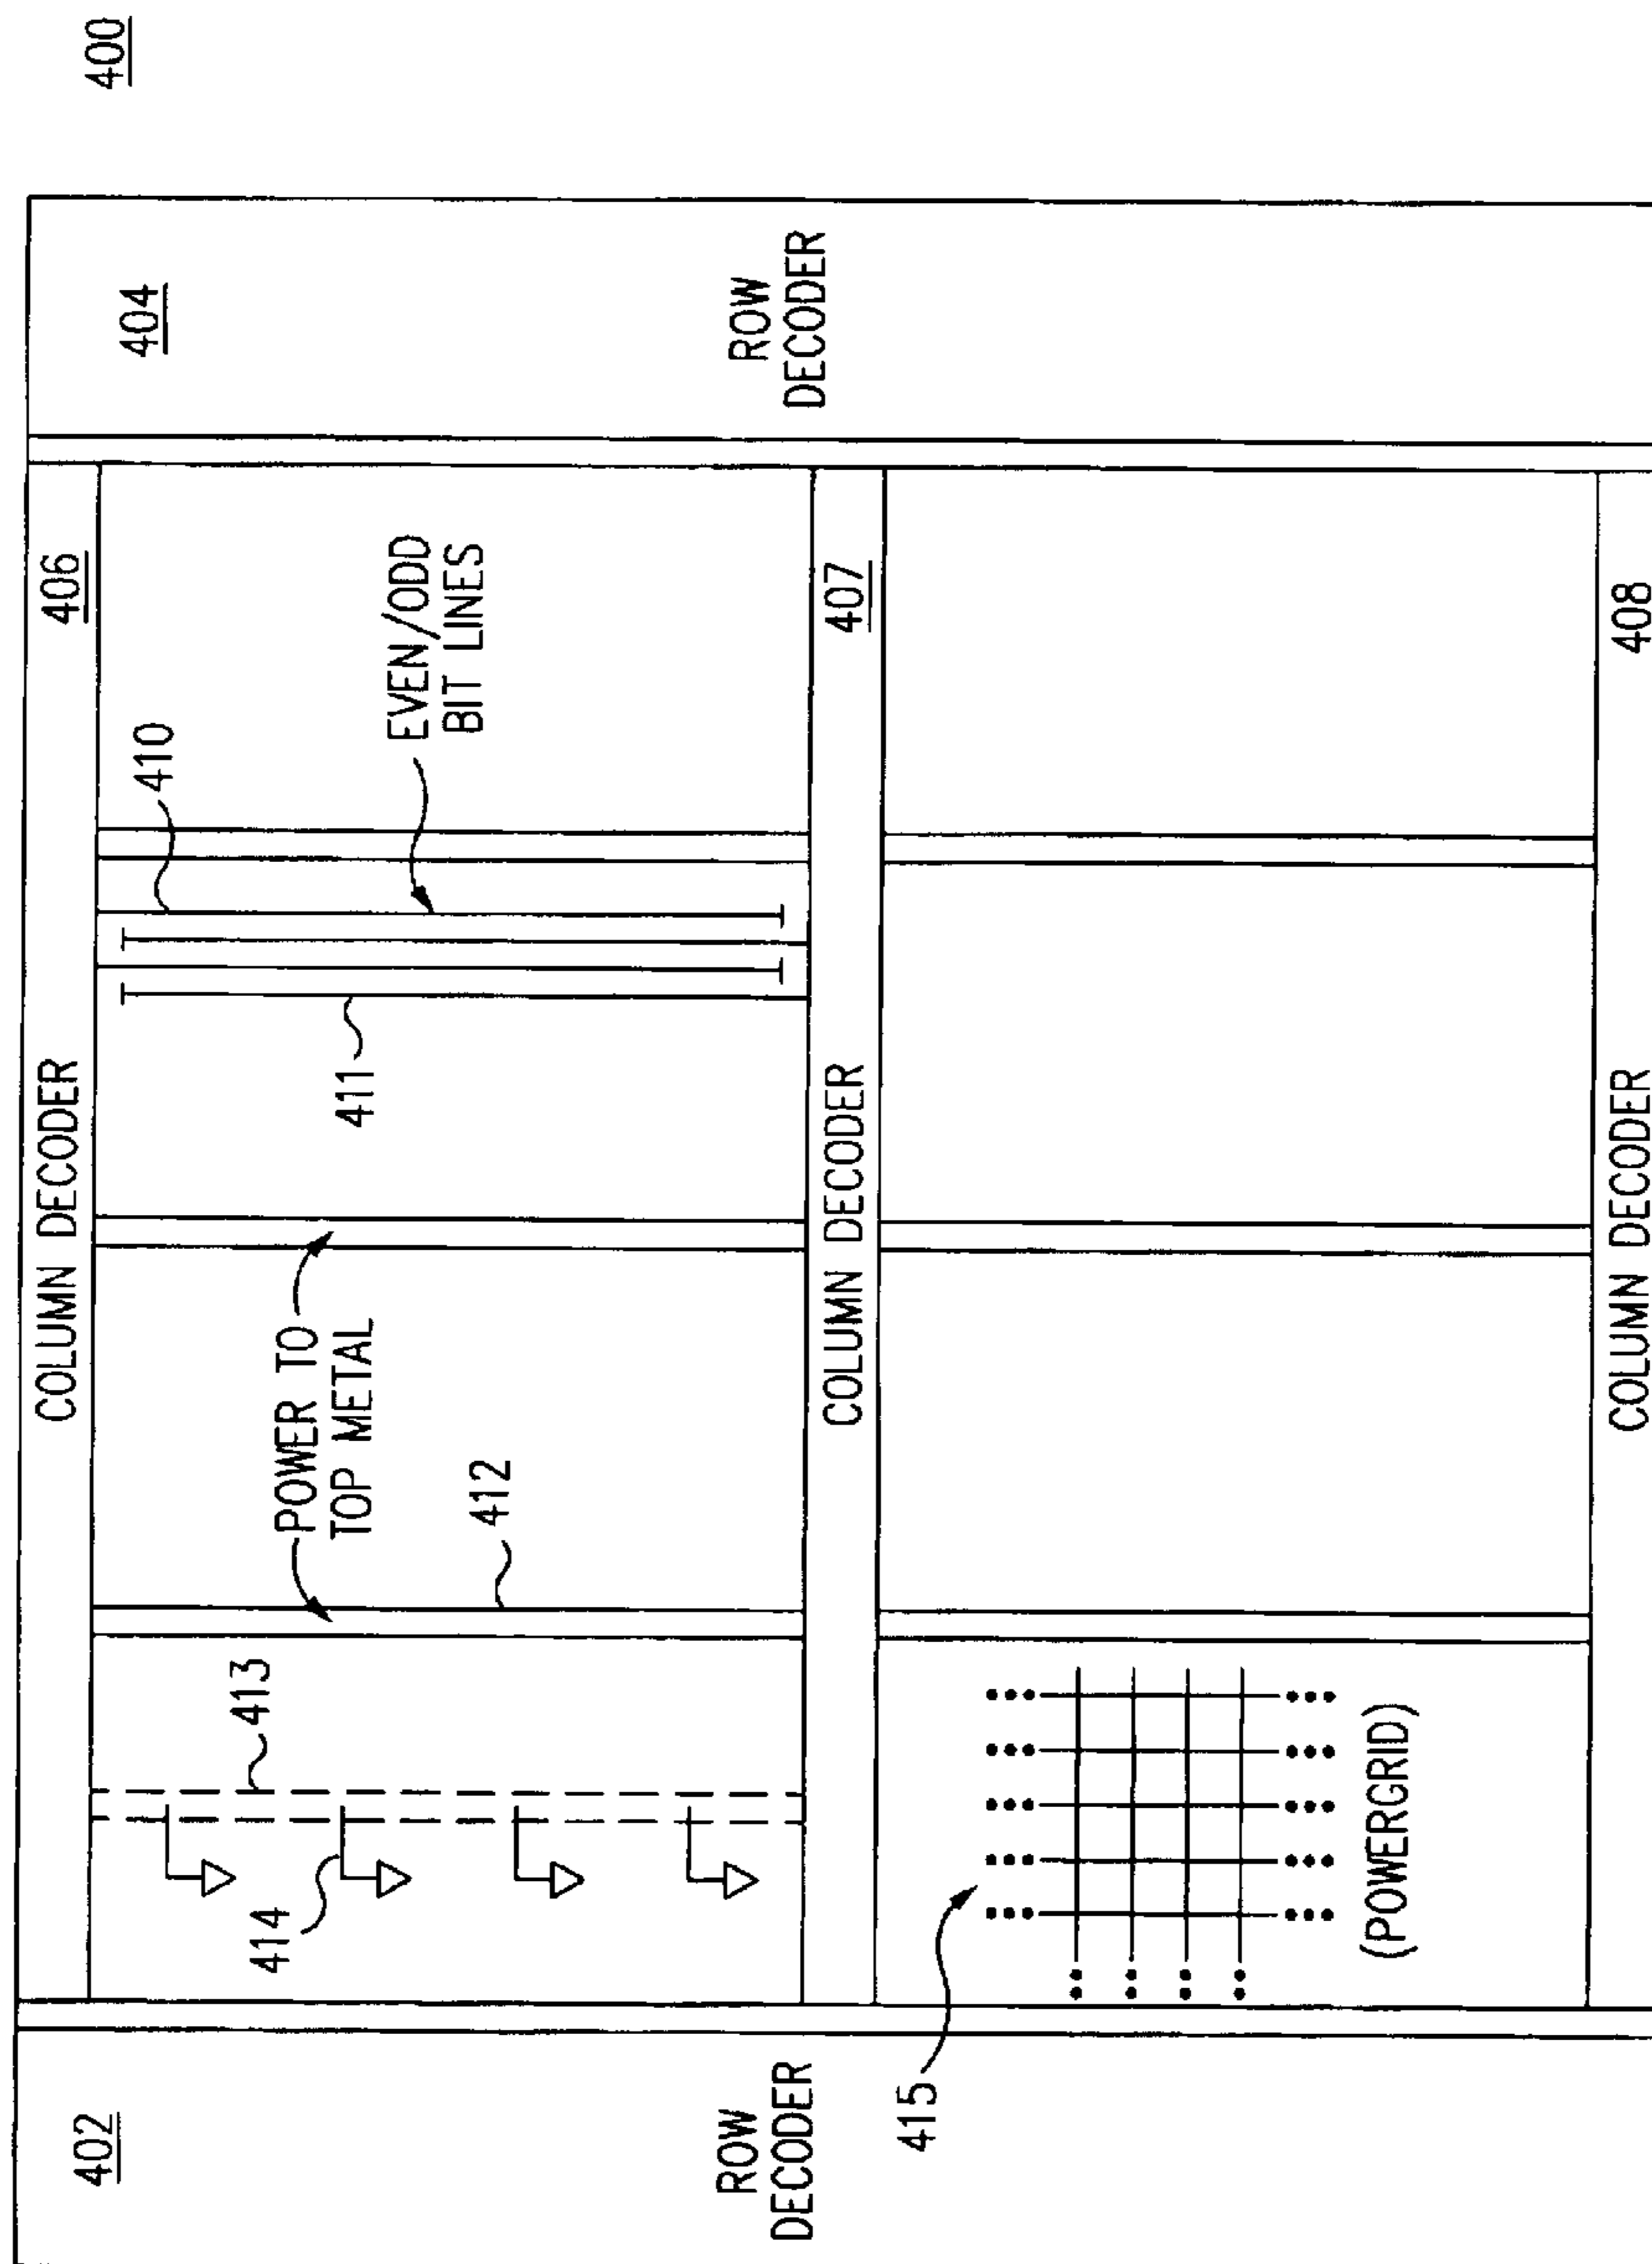 400
402
404
406
COLUMN DECODER
410
EVEN/ODD
BIT LINES
411
POWER TO
TOP METAL
412
413
414
ROW
DECODER
ROW
DECODER
COLUMN DECODER
407
415
(POWERGRID)
COLUMN DECODER
408